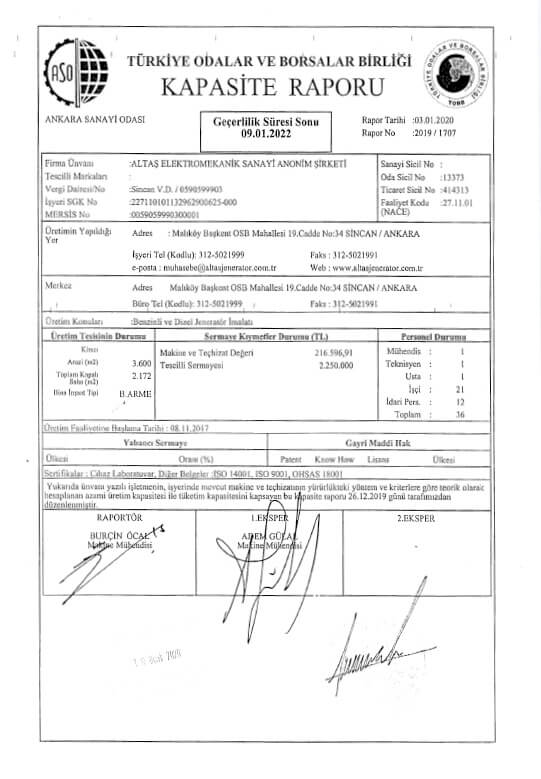 TÜRKİYE ODALAR VE BORSALAR BİRLİĞİ
KAPASİTE RAPORU
ASO
TÜRKİYE ODALAR VE BORSALAR BİRLİĞİ
TOBB
ANKARA SANAYİ ODASI
Geçerlilik Süresi Sonu
09.01.2022
Rapor Tarihi :03.01.2020
Rapor No :2019 / 1707
Firma Ünvanı :ALTAŞ ELEKTROMEKANİK SANAYİ ANONİM ŞİRKETİ
Tescilli Markaları :
Vergi Dairesi/No :Sincan V.D. / 0590599903
İşyeri SGK No :22711010113296290062​5-000
MERSİS No :0059059990300001
Sanayi Sicil No :
Oda Sicil No :13373
Ticaret Sicil No :414313
Faaliyet Kodu :27.11.01
(NACE)
Üretimin Yapıldığı Yer
Adres : Malıköy Başkent OSB Mahallesi 19.Cadde No:34 SİNCAN / ANKARA
İşyeri Tel (Kodlu): 312-5021999 Faks : 312-5021991
e-posta : muhasebe@altasjenerator.com.tr Web : www.altasjenerator.com.tr
Merkez
Adres : Malıköy Başkent OSB Mahallesi 19.Cadde No:34 SİNCAN / ANKARA
Büro Tel (Kodlu): 312-5021999 Faks : 312-5021991
Üretim Konuları :Benzinli ve Dizel Jeneratör İmalatı
Üretim Tesisinin Durumu Sermaye Kıymetler Durumu (TL) Personel Durumu
Kiracı
Arazi (m2) 3.600
Toplam Kapalı Saha (m2) 2.172
Bina İnşaat Tipi B.ARME
Makine ve Teçhizat Değeri 216.596,91
Tescilli Sermayesi 2.250.000
Mühendis : 1
Teknisyen : 1
Usta : 1
İşçi : 21
İdari Pers. : 12
Toplam : 36
Üretim Faaliyetine Başlama Tarihi : 08.11.2017
Yabancı Sermaye Gayri Maddi Hak
Ülkesi Oranı (%) Patent Know How Lisans Ülkesi
Sertifikalar : Cihaz Laboratuvar, Diğer Belgeler :ISO 14001, ISO 9001, OHSAS 18001
Yukarıda ünvanı yazılı işletmenin, işyerinde mevcut makine ve teçhizatının yürürlükteki yöntem ve kriterlere göre teorik olarak
hesaplanan azami üretim kapasitesi ile tüketim kapasitesini kapsayan bu kapasite raporu 26.12.2019 günü tarafımızdan
düzenlenmiştir.
RAPORTÖR 1.EKSPER 2.EKSPER
BURÇİN ÖCAL ADEM GÜLAL
Makine Mühendisi Makine Mühendisi